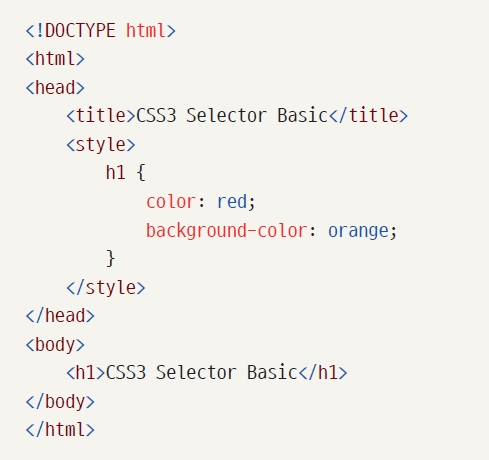 <!DOCTYPE html>
<html>
<head>
    <title>CSS3 Selector Basic</title>
    <style>
        h1 {
            color: red;
            background-color: orange;
        }
    </style>
</head>
<body>
    <h1>CSS3 Selector Basic</h1>
</body>
</html>